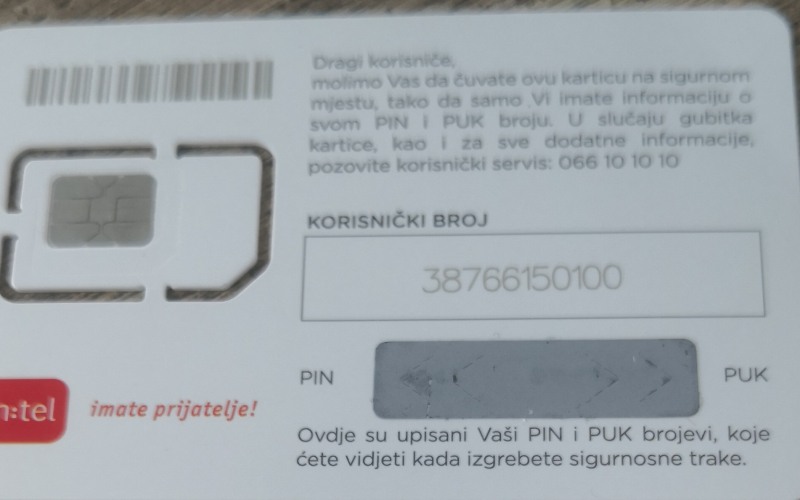 Dragi korisniče,
molimo Vas da čuvate ovu karticu na sigurnom
mjestu, tako da samo Vi imate informaciju o
svom PIN i PUK broju. U slučaju gubitka
kartice, kao i za sve dodatne informacije,
pozovite korisnički servis: 066 10 10 10
KORISNIČKI BROJ
38766150100
PIN
PUK
:tel
imate prijatelje!
Ovdje su upisani Vaši PIN i PUK brojevi, koje
ćete vidjeti kada izgrebete sigurnosne trake.